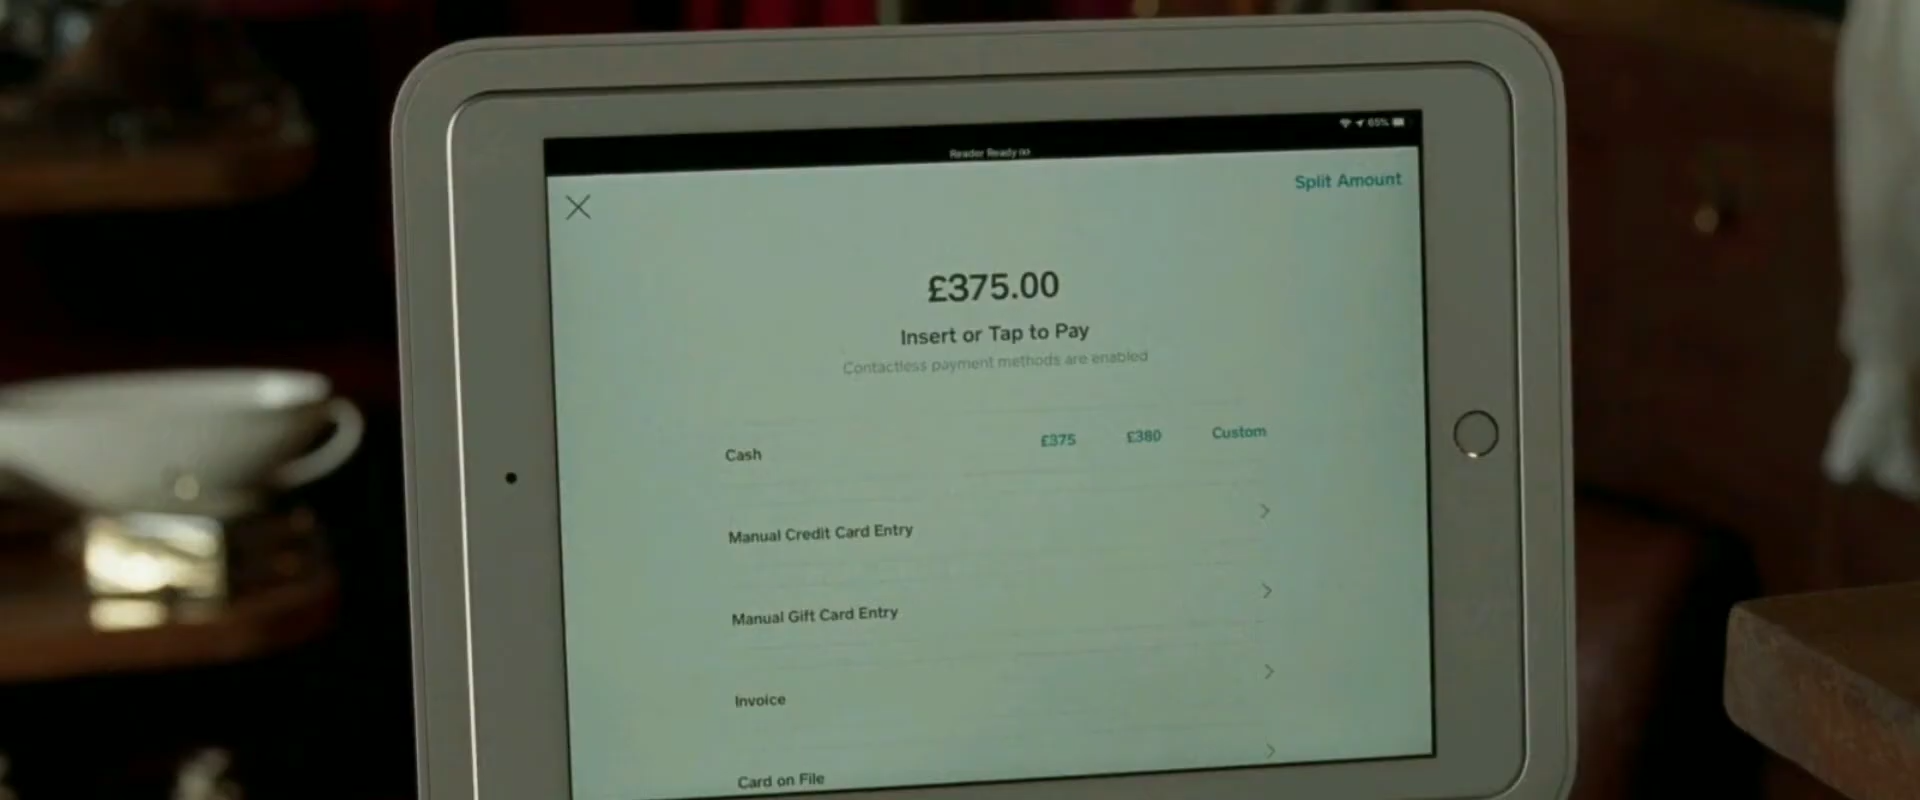 65%
Reader Ready
Split Amount
£375.00
Insert or Tap to Pay
Contactless payment methods are enabled
Cash £375 £380 Custom
Manual Credit Card Entry
Manual Gift Card Entry
Invoice
Card on File